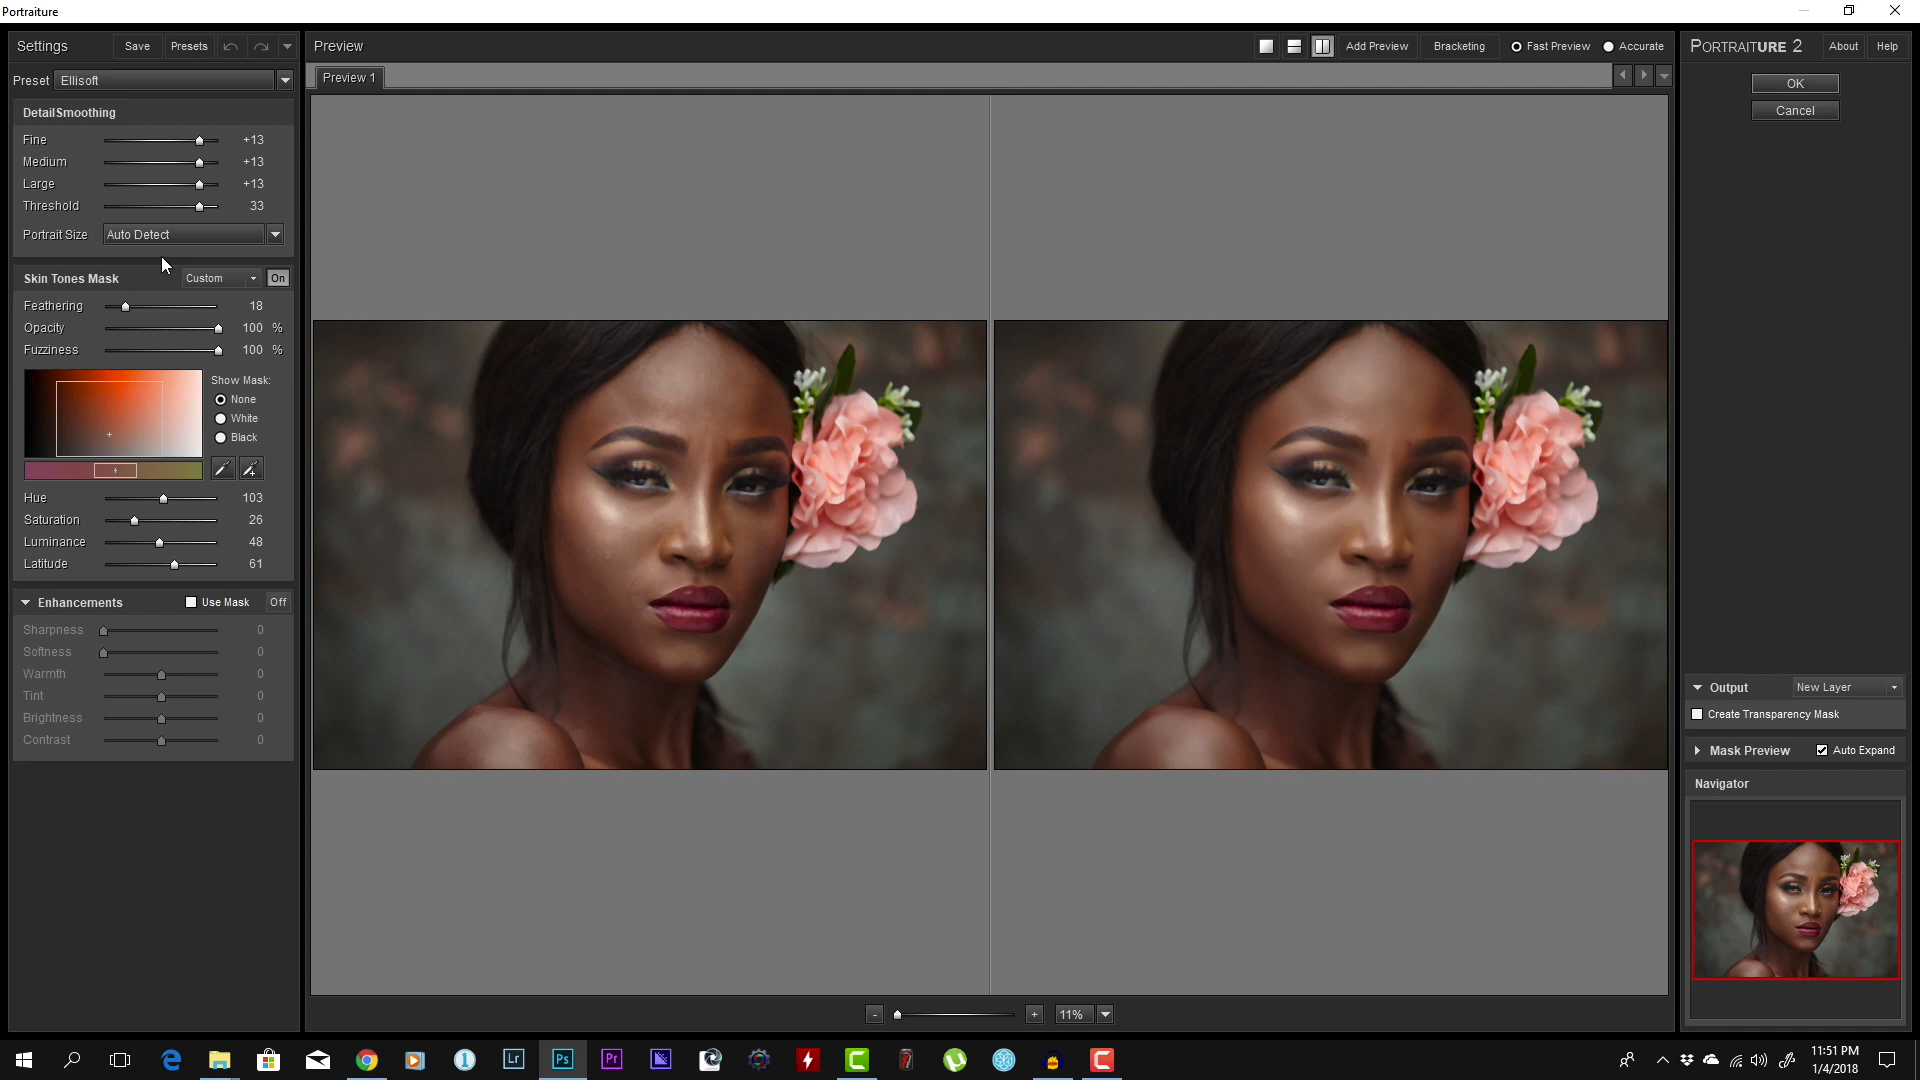 Portraiture
Settings
Save
Presets
Preset
Ellisoft
DetailSmoothing
Fine +13
Medium +13
Large +13
Threshold 33
Portrait Size Auto Detect
Skin Tones Mask Custom On
Feathering 18
Opacity 100 %
Fuzziness 100 %
Show Mask:
None
White
Black
Hue 103
Saturation 26
Luminance 48
Latitude 61
Enhancements Use Mask Off
Sharpness 0
Softness 0
Warmth 0
Tint 0
Brightness 0
Contrast 0
Preview
Add Preview
Bracketing
Fast Preview
Accurate
Preview 1
- + 11%
PORTRAITURE 2
About
Help
OK
Cancel
Output New Layer
Create Transparency Mask
Mask Preview Auto Expand
Navigator
Lr
Ps
Pr
11:51 PM
1/4/2018